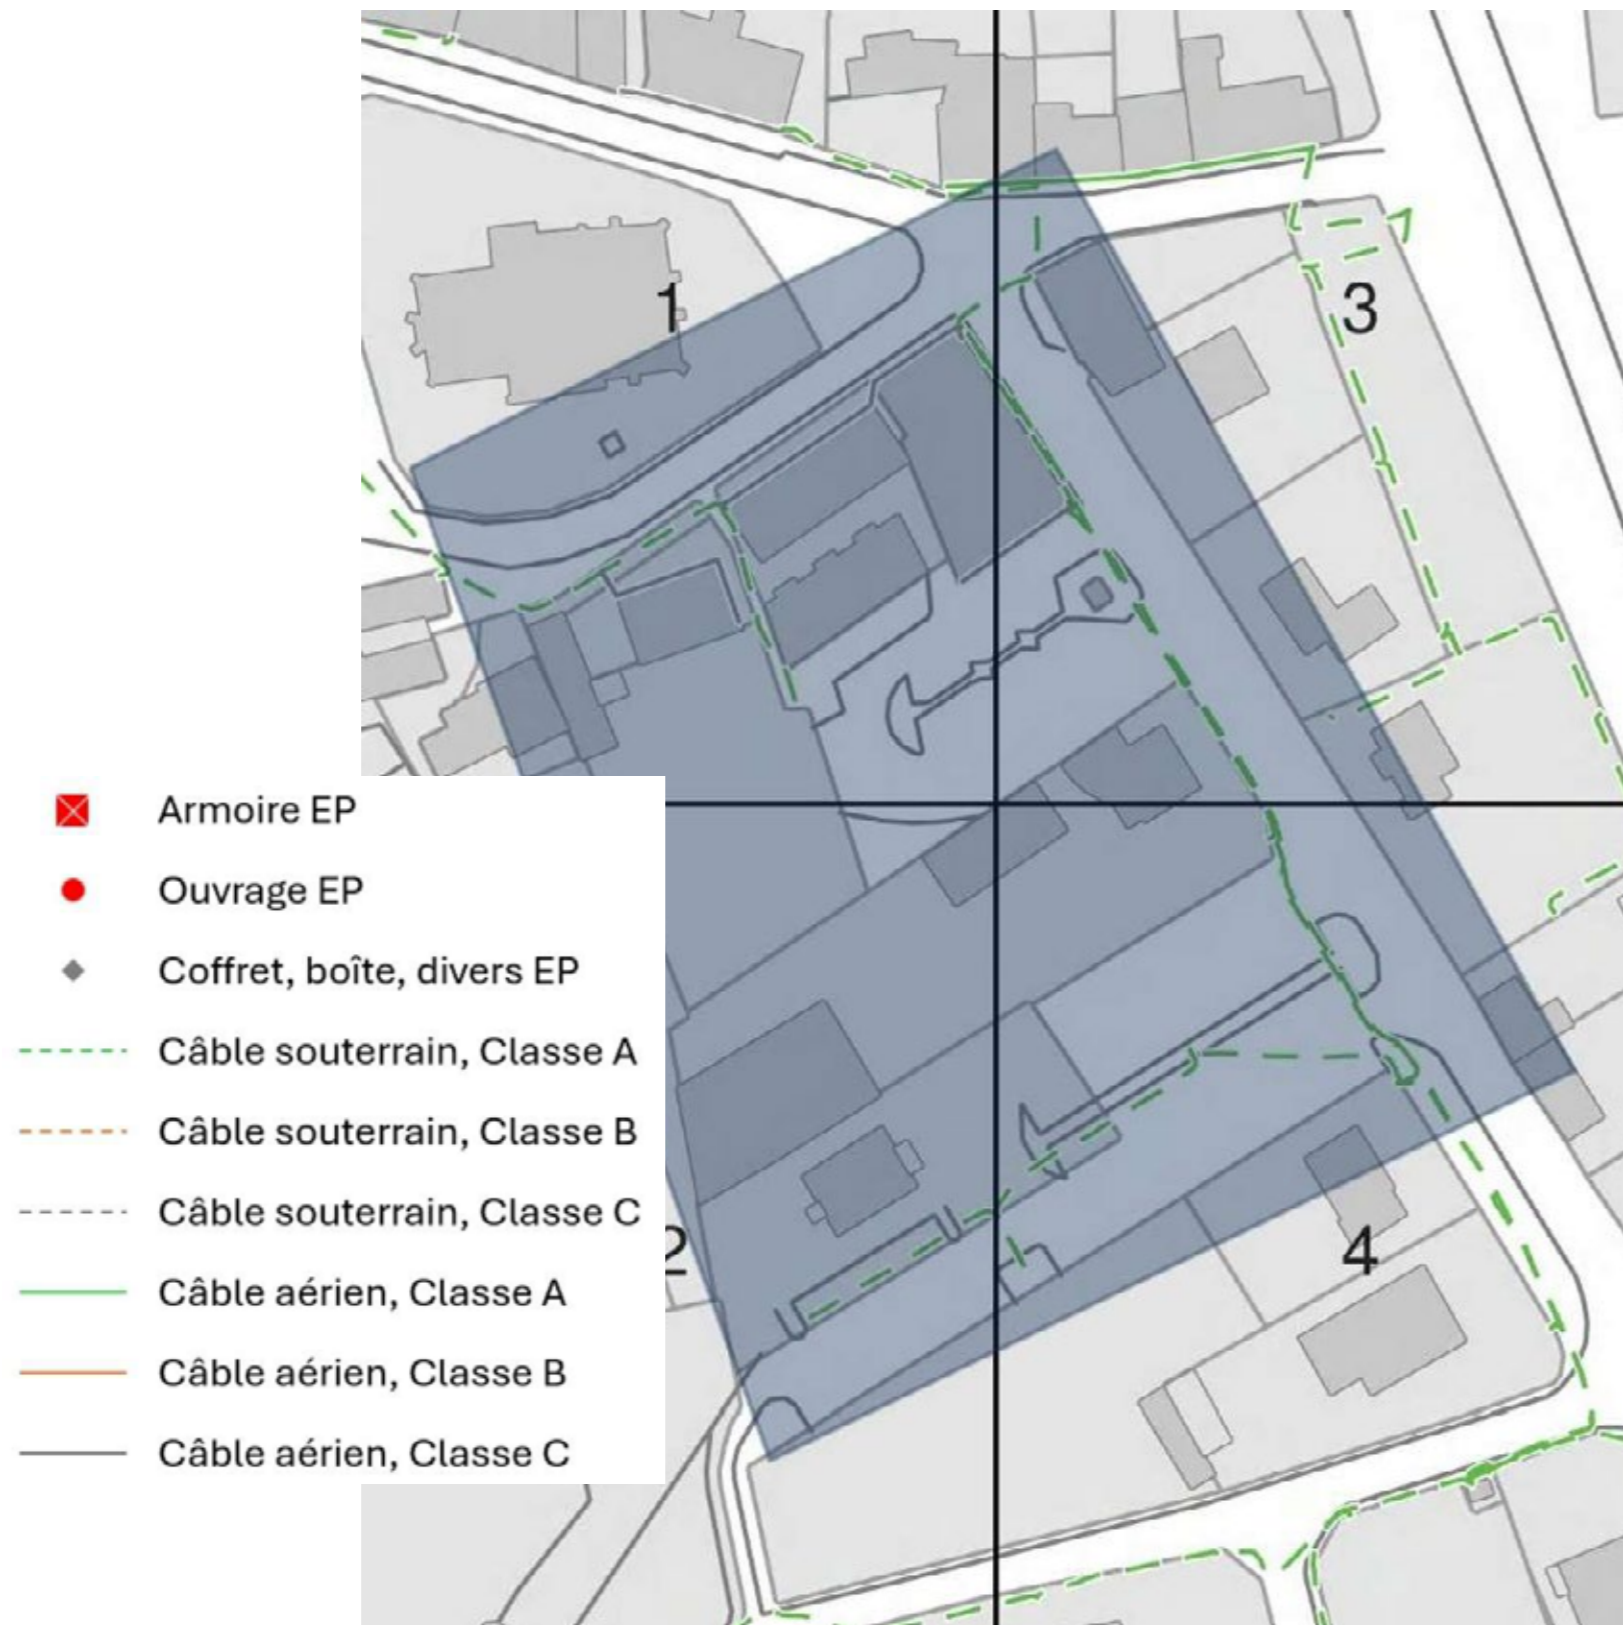 1
3
Armoire EP
Ouvrage EP
Coffret, boîte, divers EP
Câble souterrain, Classe A
Câble souterrain, Classe B
Câble souterrain, Classe C
2
4
Câble aérien, Classe A
Câble aérien, Classe B
Câble aérien, Classe C